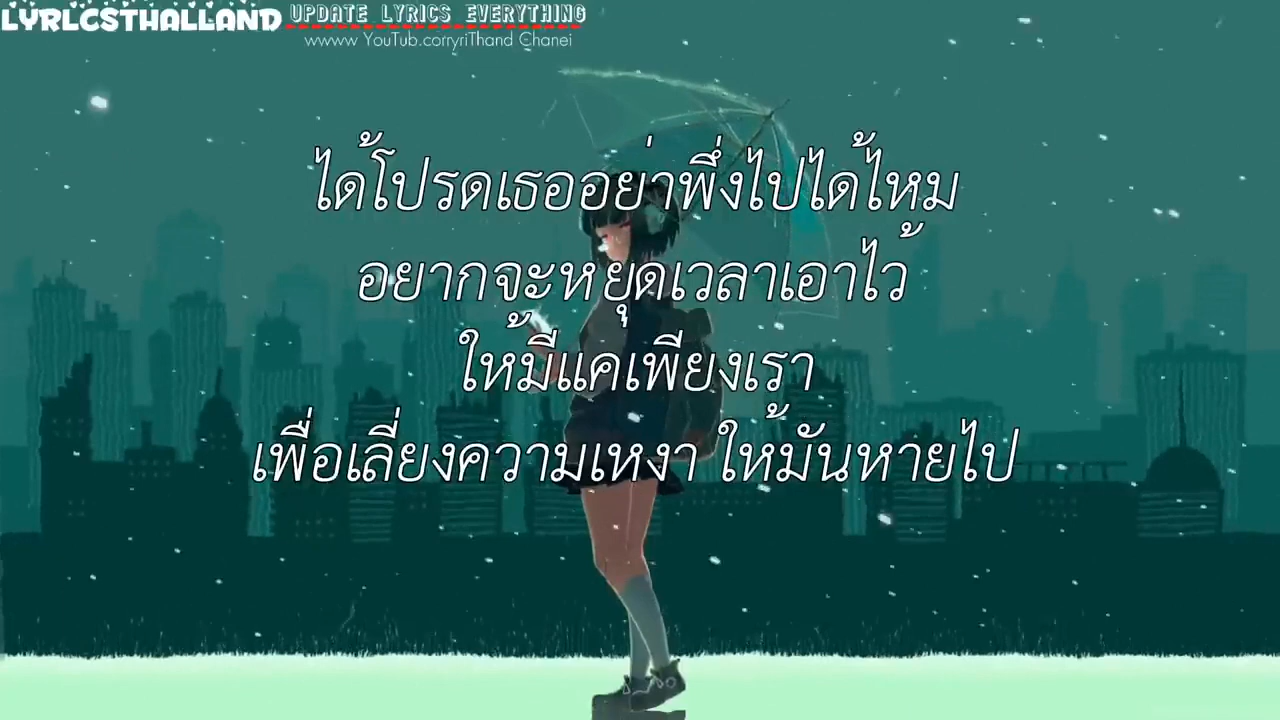 LYRLCSTHALLAND
UPDATE LYRICS EVERYTHING
wwww YouTub.corryriThand Chanei
ได้โปรดเธออย่าพึ่งไปได้ไหม
อยากจะหยุดเวลาเอาไว้
ให้มีแค่เพียงเรา
เพื่อเลี่ยงความเหงา ให้มันหายไป